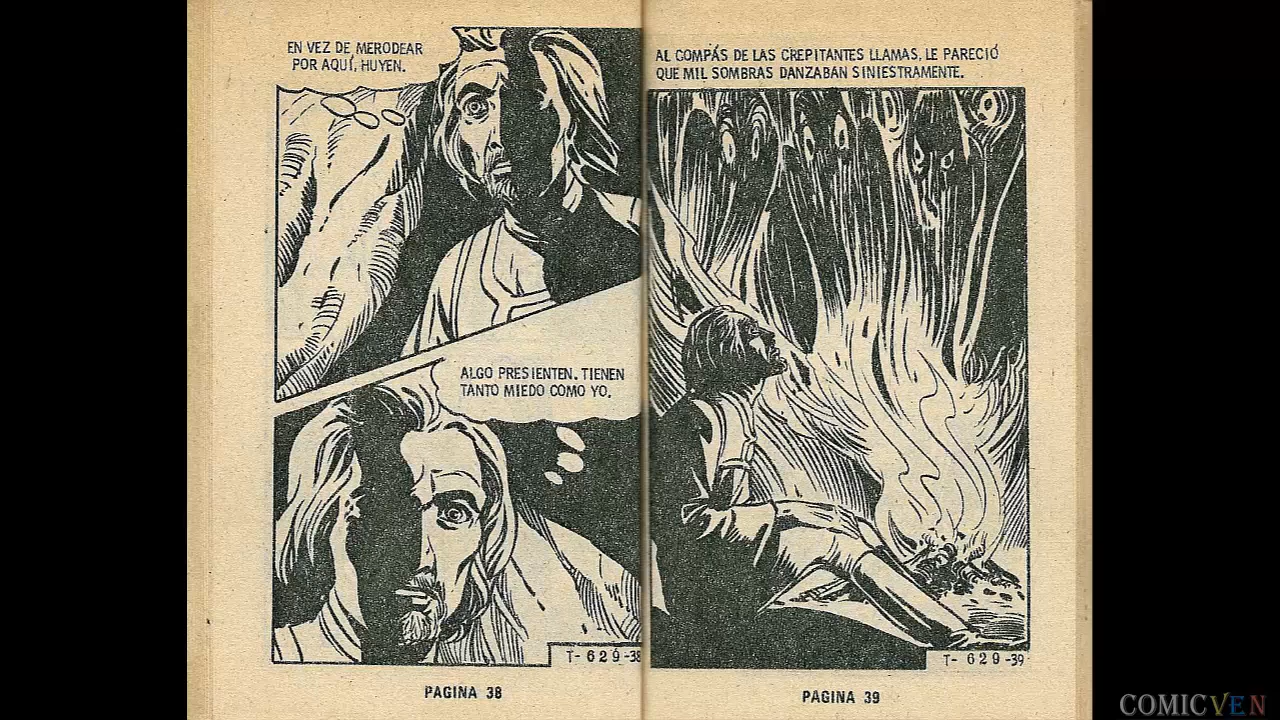 EN VEZ DE MERODEAR
POR AQUÍ, HUYEN.
ALGO PRESIENTEN. TIENEN
TANTO MIEDO COMO YO.
T-629-38
PAGINA 38
AL COMPÁS DE LAS CREPITANTES LLAMAS, LE PARECIÓ
QUE MIL SOMBRAS DANZABAN SINIESTRAMENTE.
T-629-39
PAGINA 39
COMICVEN